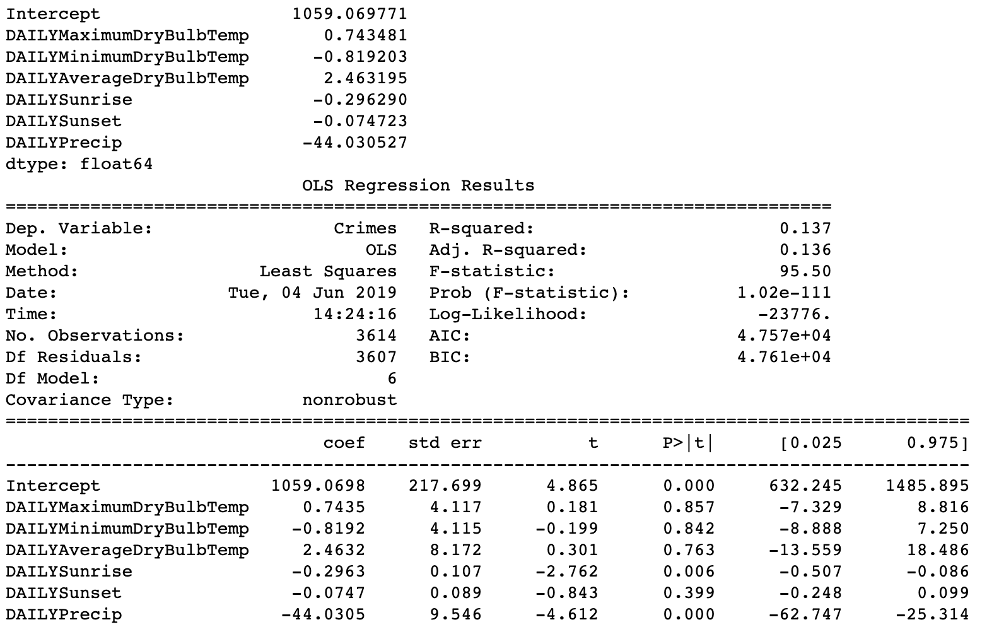 Intercept                  1059.069771
DAILYMaximumDryBulbTemp       0.743481
DAILYMinimumDryBulbTemp      -0.819203
DAILYAverageDryBulbTemp       2.463195
DAILYSunrise                 -0.296290
DAILYSunset                  -0.074723
DAILYPrecip                 -44.030527
dtype: float64
                            OLS Regression Results
==============================================================================
Dep. Variable:                 Crimes   R-squared:                       0.137
Model:                            OLS   Adj. R-squared:                  0.136
Method:                 Least Squares   F-statistic:                     95.50
Date:                Tue, 04 Jun 2019   Prob (F-statistic):          1.02e-111
Time:                        14:24:16   Log-Likelihood:                -23776.
No. Observations:                3614   AIC:                         4.757e+04
Df Residuals:                    3607   BIC:                         4.761e+04
Df Model:                           6
Covariance Type:            nonrobust
===========================================================================================
                              coef    std err          t      P>|t|      [0.025      0.975]
-------------------------------------------------------------------------------------------
Intercept                1059.0698    217.699      4.865      0.000     632.245    1485.895
DAILYMaximumDryBulbTemp     0.7435      4.117      0.181      0.857      -7.329       8.816
DAILYMinimumDryBulbTemp    -0.8192      4.115     -0.199      0.842      -8.888       7.250
DAILYAverageDryBulbTemp     2.4632      8.172      0.301      0.763     -13.559      18.486
DAILYSunrise               -0.2963      0.107     -2.762      0.006      -0.507      -0.086
DAILYSunset                -0.0747      0.089     -0.843      0.399      -0.248       0.099
DAILYPrecip               -44.0305      9.546     -4.612      0.000     -62.747     -25.314